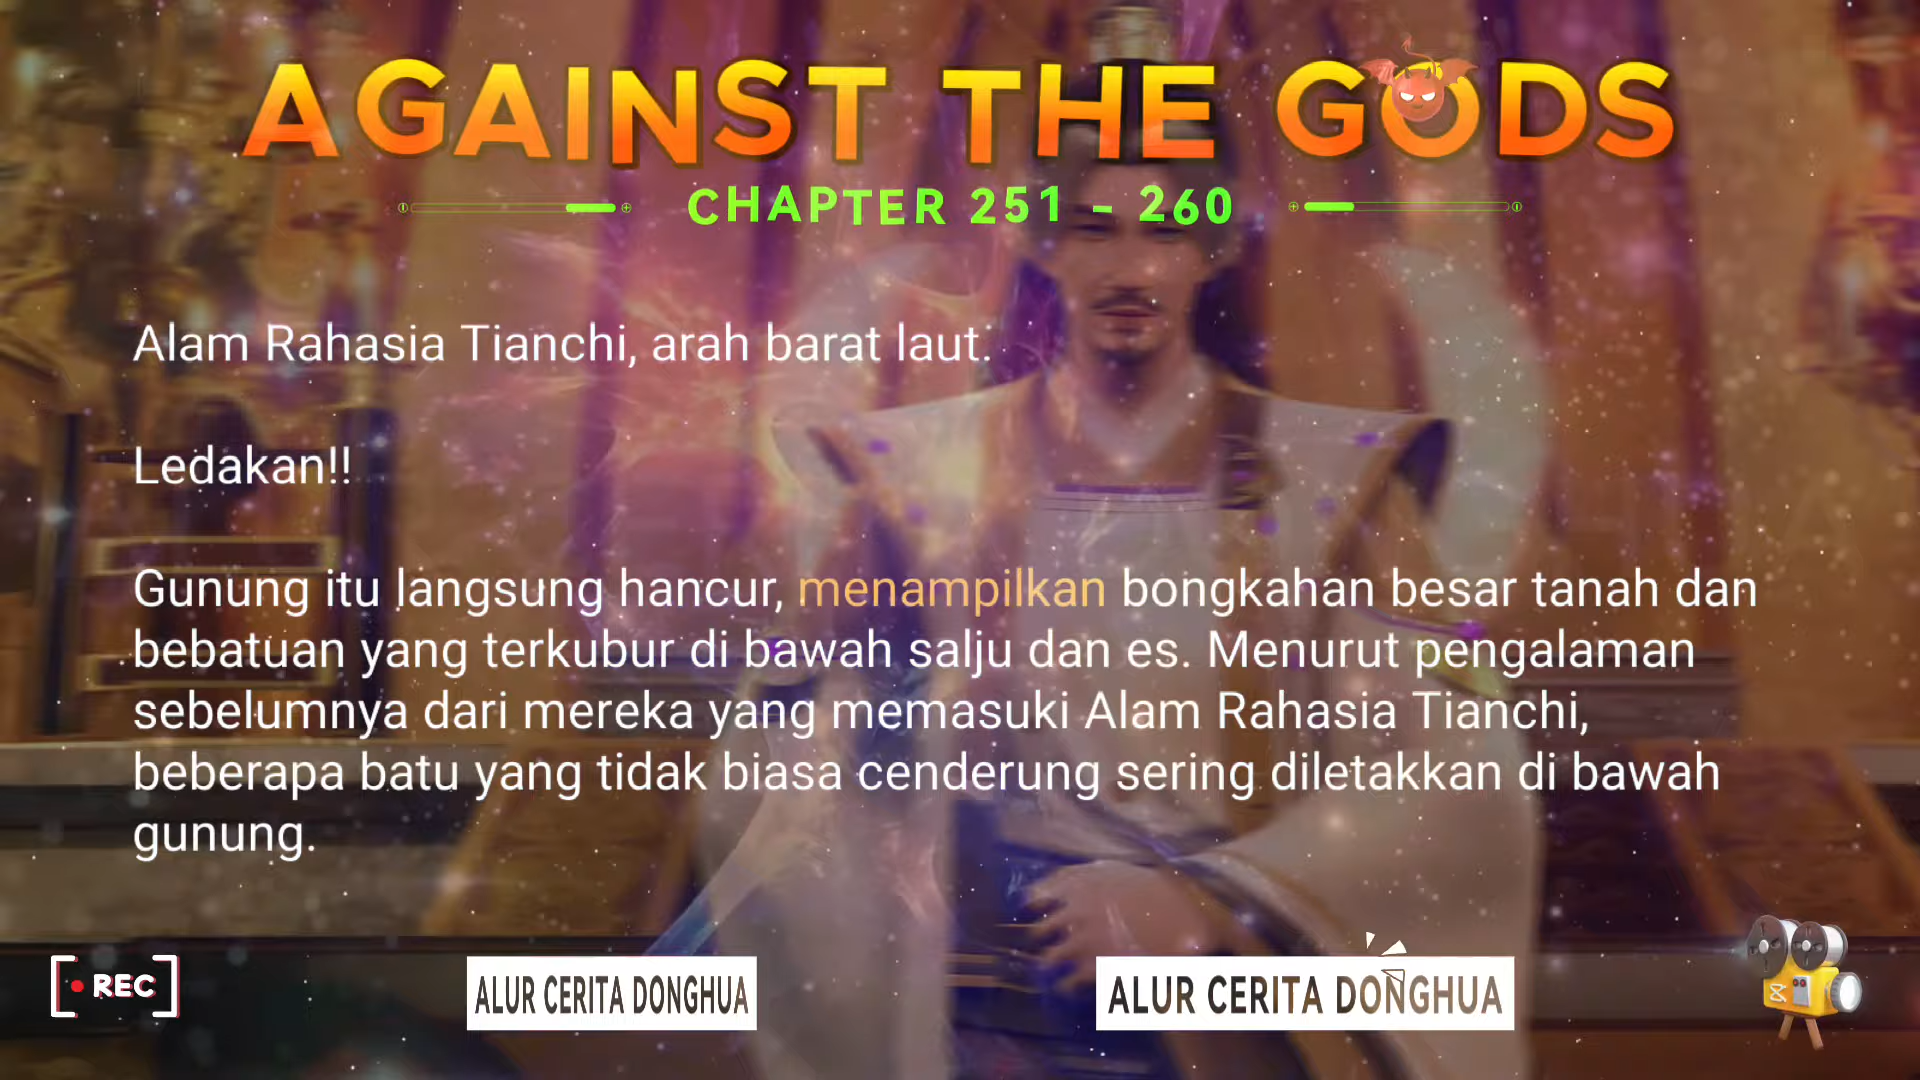 AGAINST THE GODS
CHAPTER 251 - 260
Alam Rahasia Tianchi, arah barat laut.
Ledakan!!
Gunung itu langsung hancur, menampilkan bongkahan besar tanah dan
bebatuan yang terkubur di bawah salju dan es. Menurut pengalaman
sebelumnya dari mereka yang memasuki Alam Rahasia Tianchi,
beberapa batu yang tidak biasa cenderung sering diletakkan di bawah
gunung.
REC
ALUR CERITA DONGHUA
ALUR CERITA DONGHUA